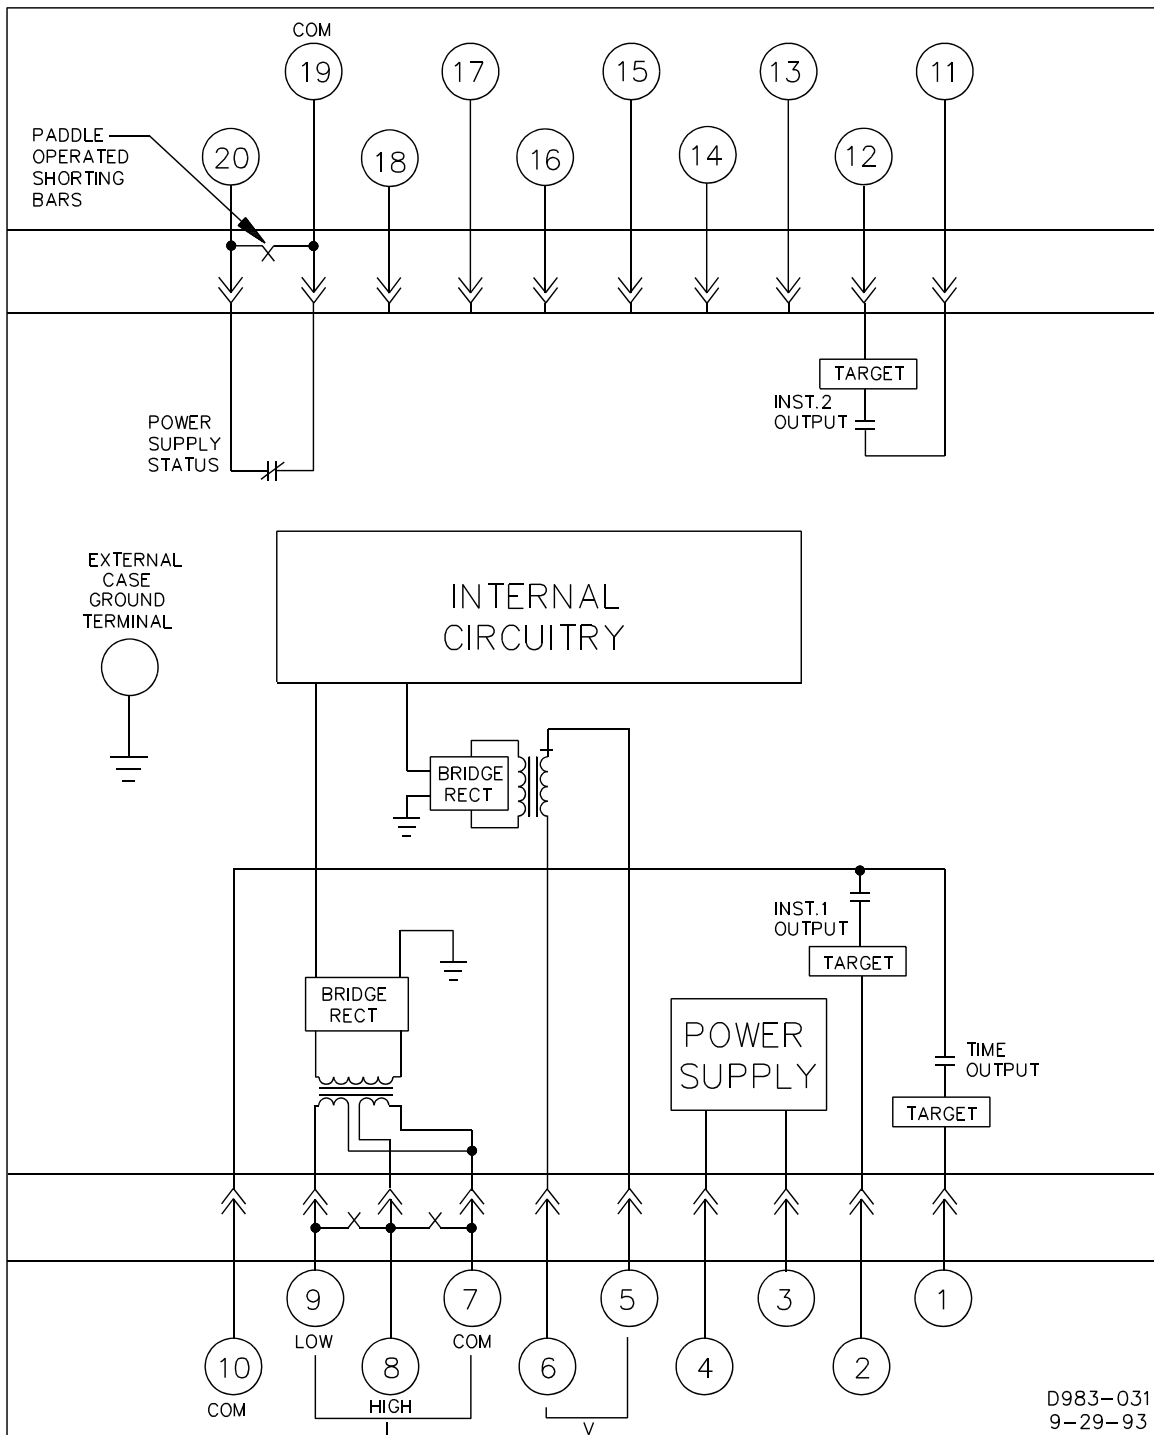 COM
19
17
15
13
11
PADDLE
OPERATED
SHORTING
BARS
20
18
16
14
12
TARGET
INST.2
OUTPUT
POWER
SUPPLY
STATUS
EXTERNAL
CASE
GROUND
TERMINAL
INTERNAL
CIRCUITRY
BRIDGE
RECT
INST.1
OUTPUT
TARGET
BRIDGE
RECT
POWER
SUPPLY
TIME
OUTPUT
TARGET
9
7
5
3
1
LOW
COM
10
8
6
4
2
COM
HIGH
I
V
D983-031
9-29-93